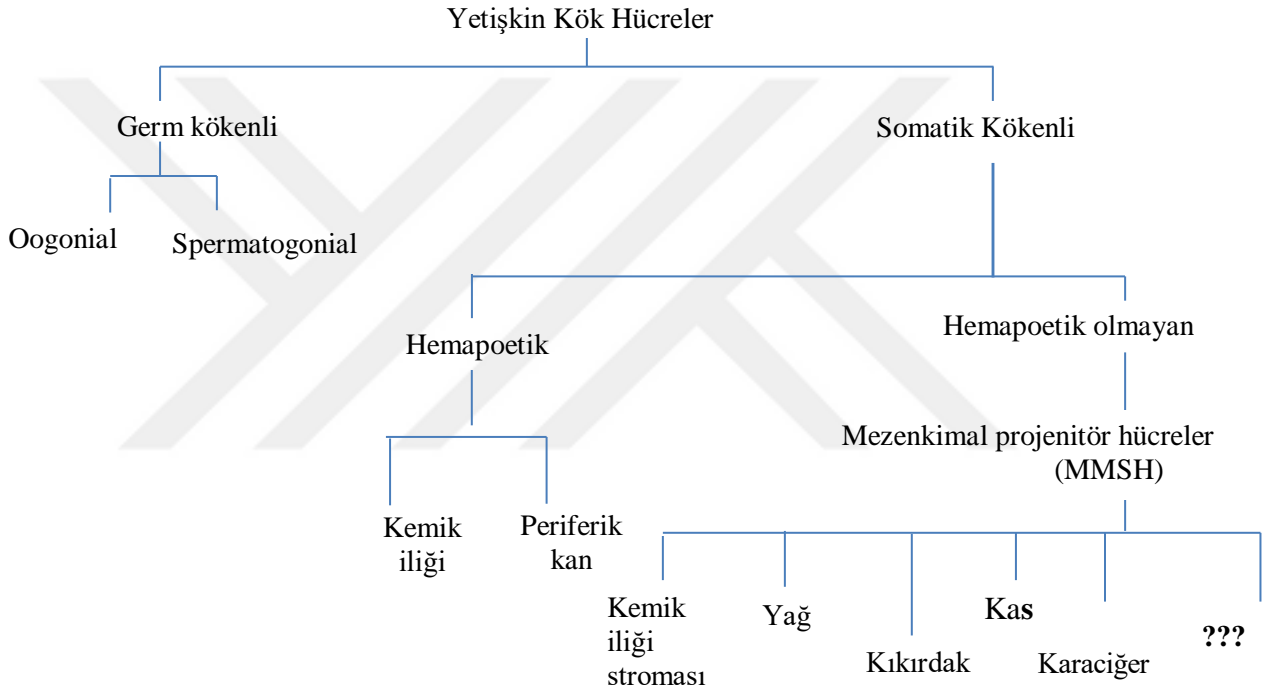 Yetişkin Kök Hücreler
Germ kökenli
Somatik Kökenli
Oogonial
Spermatogonial
Hemapoetik
Hemapoetik olmayan
Mezenkimal projenitör hücreler
(MMSH)
Kemik
iliği
Periferik
kan
Kemik
iliği
stroması
Yağ
Kıkırdak
Kas
Karaciğer
???